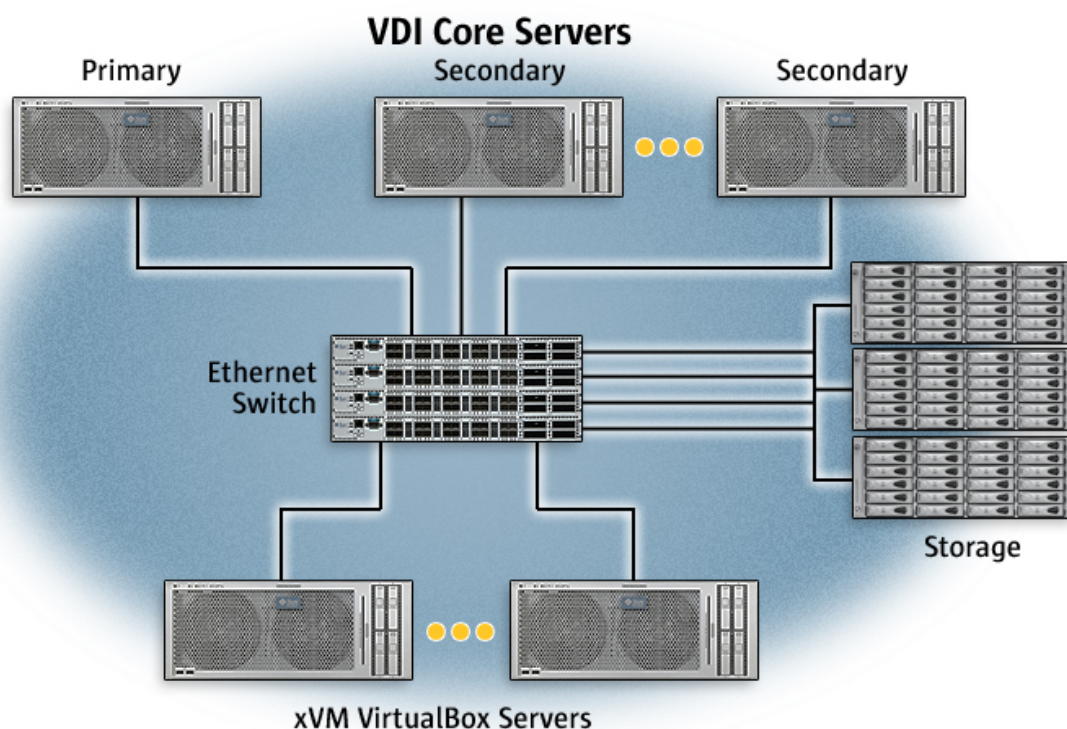 VDI Core Servers
Primary
Secondary
Secondary
Ethernet
Switch
Storage
xVM VirtualBox Servers